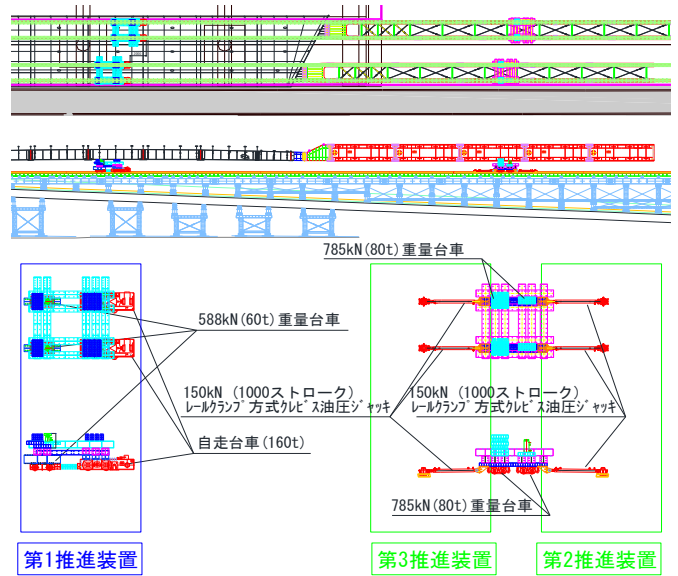 785kN(80t)重量台車
588kN(60t)重量台車
150kN (1000ストローク)
ﾚｰﾙｸﾗﾝﾌﾟ方式ｸﾚﾋﾞｽ油圧ｼﾞｬｯｷ
150kN (1000ストローク)
ﾚｰﾙｸﾗﾝﾌﾟ方式ｸﾚﾋﾞｽ油圧ｼﾞｬｯｷ
自走台車(160t)
785kN(80t)重量台車
第1推進装置
第3推進装置
第2推進装置